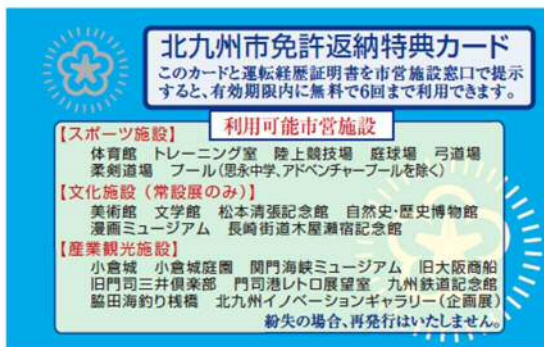 北九州市免許返納特典カード
このカードと運転経歴証明書を市営施設窓口で提示
すると、有効期限内に無料で6回まで利用できます。
利用可能市営施設
【スポーツ施設】
体育館 トレーニング室 陸上競技場 庭球場 弓道場
柔剣道場 プール(思永中学、アドベンチャープールを除く)
【文化施設(常設展のみ)】
美術館 文学館 松本清張記念館 自然史・歴史博物館
漫画ミュージアム 長崎街道木屋瀬宿記念館
【産業観光施設】
小倉城 小倉城庭園 関門海峡ミュージアム 旧大阪商船
旧門司三井倶楽部 門司港レトロ展望室 九州鉄道記念館
脇田海釣り桟橋 北九州イノベーションギャラリー(企画展)
紛失の場合、再発行はいたしません。